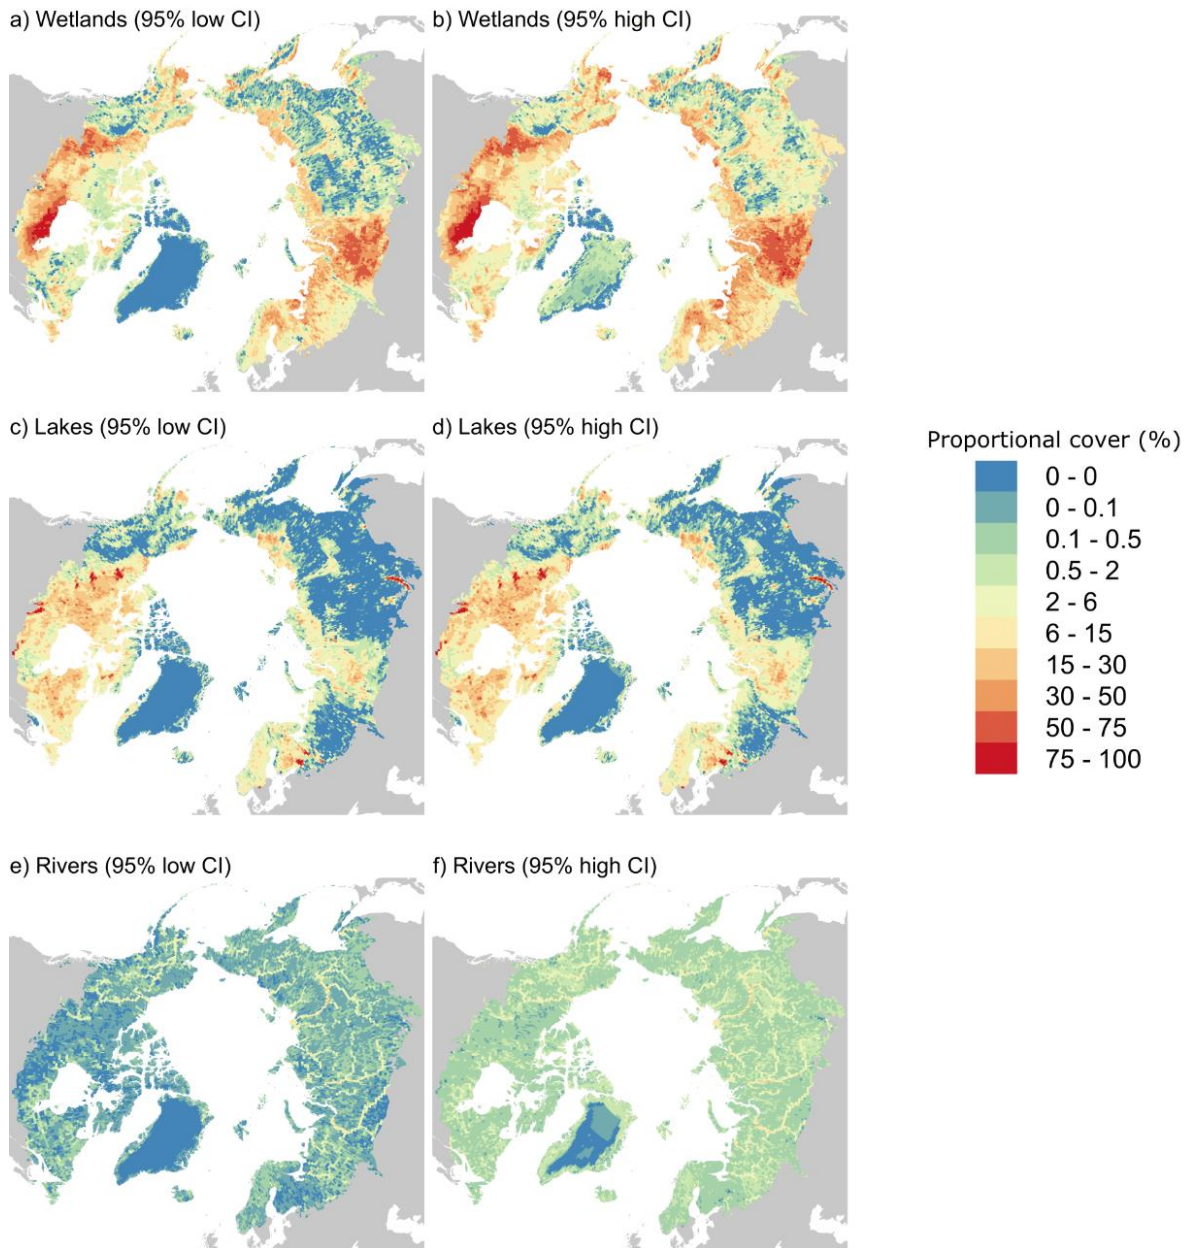 a) Wetlands (95% low CI)
b) Wetlands (95% high CI)
c) Lakes (95% low CI)
d) Lakes (95% high CI)
Proportional cover (%)
0 - 0
0 - 0.1
0.1 - 0.5
0.5 - 2
2 - 6
6 - 15
15 - 30
30 - 50
50 - 75
75 - 100
e) Rivers (95% low CI)
f) Rivers (95% high CI)